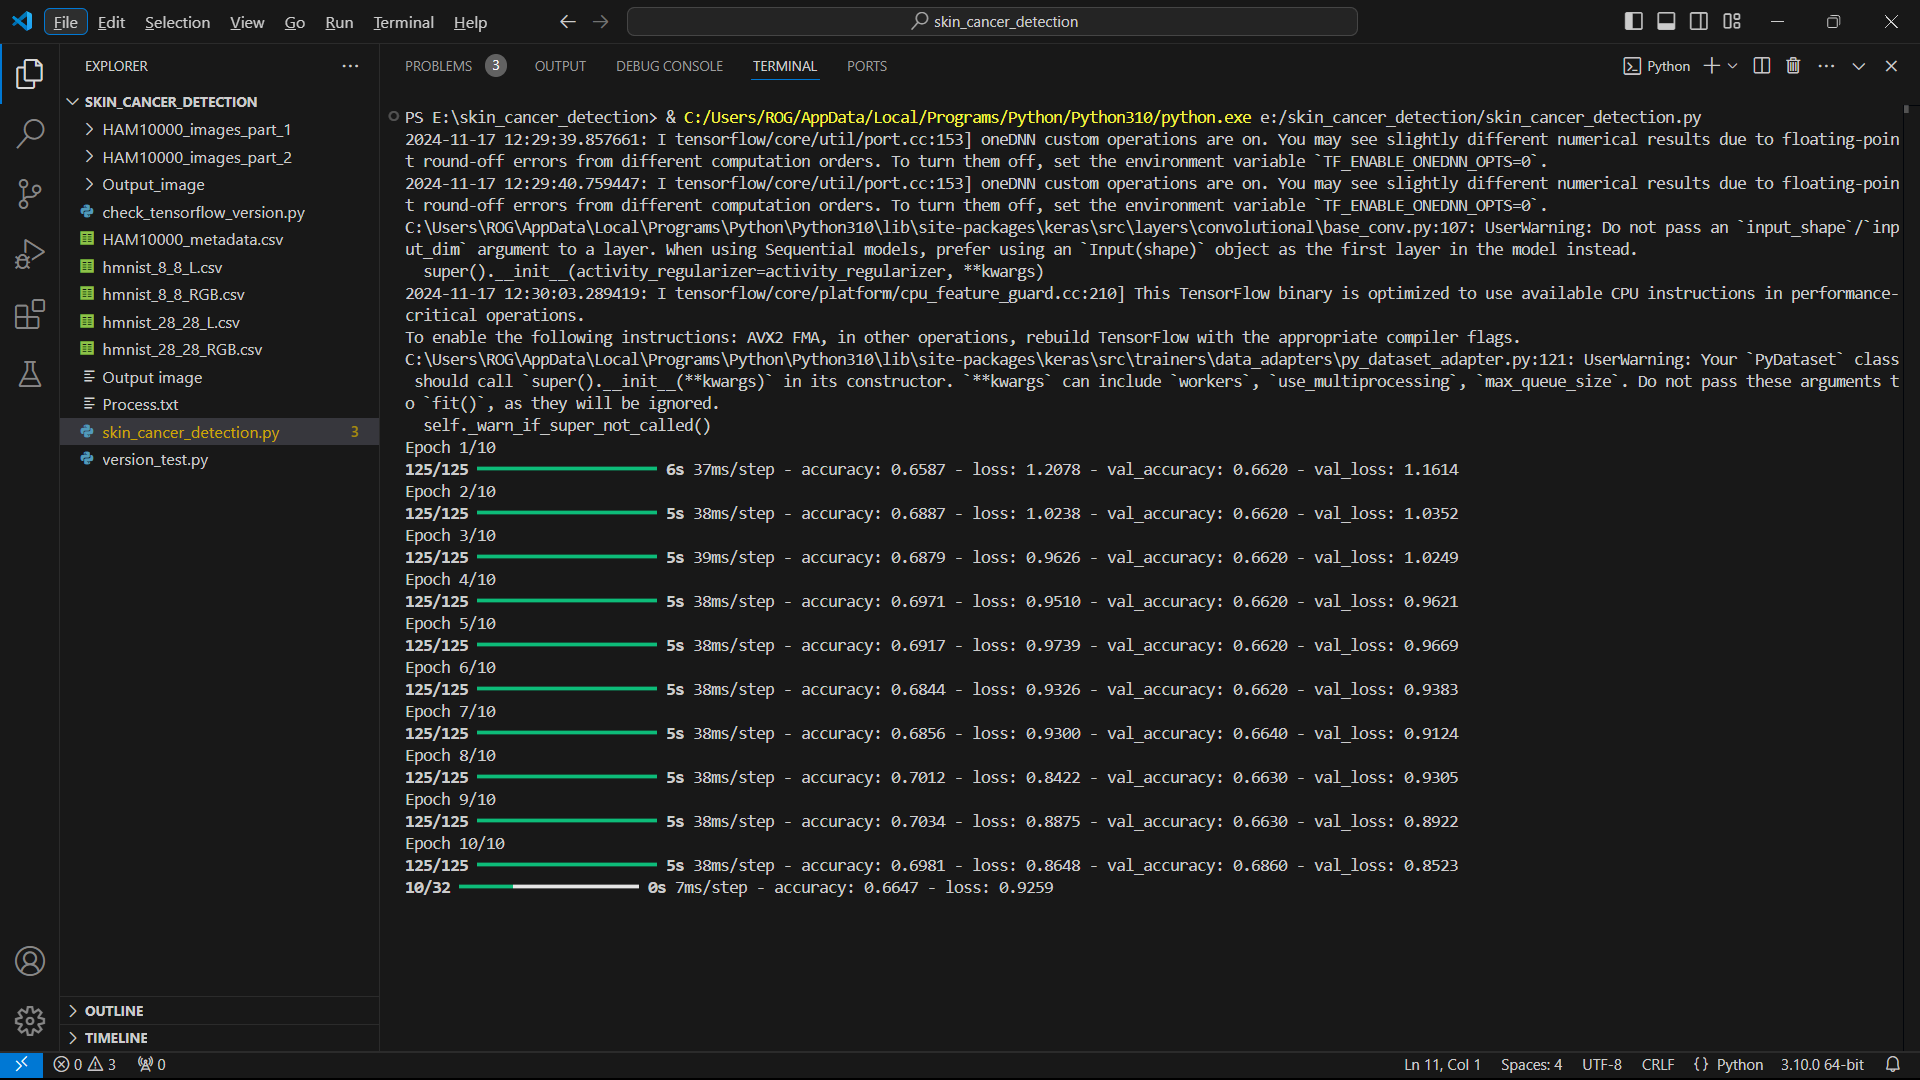 File Edit Selection View Go Run Terminal Help
skin_cancer_detection
EXPLORER
SKIN_CANCER_DETECTION
HAM10000_images_part_1
HAM10000_images_part_2
Output_image
check_tensorflow_version.py
HAM10000_metadata.csv
hmnist_8_8_L.csv
hmnist_8_8_RGB.csv
hmnist_28_28_L.csv
hmnist_28_28_RGB.csv
Output image
Process.txt
skin_cancer_detection.py 3
version_test.py
OUTLINE
TIMELINE
PROBLEMS 3 OUTPUT DEBUG CONSOLE TERMINAL PORTS
Python
PS E:\skin_cancer_detection> & C:/Users/ROG/AppData/Local/Programs/Python/Python310/python.exe e:/skin_cancer_detection/skin_cancer_detection.py
2024-11-17 12:29:39.857661: I tensorflow/core/util/port.cc:153] oneDNN custom operations are on. You may see slightly different numerical results due to floating-poin
t round-off errors from different computation orders. To turn them off, set the environment variable `TF_ENABLE_ONEDNN_OPTS=0`.
2024-11-17 12:29:40.759447: I tensorflow/core/util/port.cc:153] oneDNN custom operations are on. You may see slightly different numerical results due to floating-poin
t round-off errors from different computation orders. To turn them off, set the environment variable `TF_ENABLE_ONEDNN_OPTS=0`.
C:\Users\ROG\AppData\Local\Programs\Python\Python310\lib\site-packages\keras\src\layers\convolutional\base_conv.py:107: UserWarning: Do not pass an `input_shape`/`inp
ut_dim` argument to a layer. When using Sequential models, prefer using an `Input(shape)` object as the first layer in the model instead.
super().__init__(activity_regularizer=activity_regularizer, **kwargs)
2024-11-17 12:30:03.289419: I tensorflow/core/platform/cpu_feature_guard.cc:210] This TensorFlow binary is optimized to use available CPU instructions in performance-
critical operations.
To enable the following instructions: AVX2 FMA, in other operations, rebuild TensorFlow with the appropriate compiler flags.
C:\Users\ROG\AppData\Local\Programs\Python\Python310\lib\site-packages\keras\src\trainers\data_adapters\py_dataset_adapter.py:121: UserWarning: Your `PyDataset` class
should call `super().__init__(**kwargs)` in its constructor. `**kwargs` can include `workers`, `use_multiprocessing`, `max_queue_size`. Do not pass these arguments t
o `fit()`, as they will be ignored.
self._warn_if_super_not_called()
Epoch 1/10
125/125 6s 37ms/step - accuracy: 0.6587 - loss: 1.2078 - val_accuracy: 0.6620 - val_loss: 1.1614
Epoch 2/10
125/125 5s 38ms/step - accuracy: 0.6887 - loss: 1.0238 - val_accuracy: 0.6620 - val_loss: 1.0352
Epoch 3/10
125/125 5s 39ms/step - accuracy: 0.6879 - loss: 0.9626 - val_accuracy: 0.6620 - val_loss: 1.0249
Epoch 4/10
125/125 5s 38ms/step - accuracy: 0.6971 - loss: 0.9510 - val_accuracy: 0.6620 - val_loss: 0.9621
Epoch 5/10
125/125 5s 38ms/step - accuracy: 0.6917 - loss: 0.9739 - val_accuracy: 0.6620 - val_loss: 0.9669
Epoch 6/10
125/125 5s 38ms/step - accuracy: 0.6844 - loss: 0.9326 - val_accuracy: 0.6620 - val_loss: 0.9383
Epoch 7/10
125/125 5s 38ms/step - accuracy: 0.6856 - loss: 0.9300 - val_accuracy: 0.6640 - val_loss: 0.9124
Epoch 8/10
125/125 5s 38ms/step - accuracy: 0.7012 - loss: 0.8422 - val_accuracy: 0.6630 - val_loss: 0.9305
Epoch 9/10
125/125 5s 38ms/step - accuracy: 0.7034 - loss: 0.8875 - val_accuracy: 0.6630 - val_loss: 0.8922
Epoch 10/10
125/125 5s 38ms/step - accuracy: 0.6981 - loss: 0.8648 - val_accuracy: 0.6860 - val_loss: 0.8523
10/32 0s 7ms/step - accuracy: 0.6647 - loss: 0.9259
0 3 0 Ln 11, Col 1 Spaces: 4 UTF-8 CRLF {} Python 3.10.0 64-bit